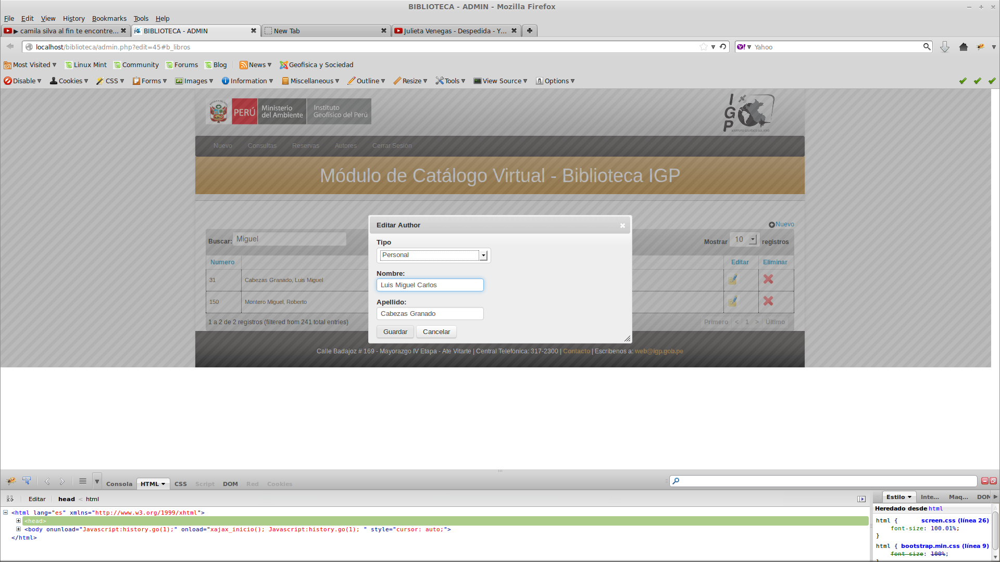 BIBLIOTECA - ADMIN - Mozilla Firefox
File Edit View History Bookmarks Tools Help
▶ camila silva al fin te encontre... BIBLIOTECA - ADMIN New Tab Julieta Venegas - Despedida - Y...
localhost/biblioteca/admin.php?edit=45#b_libros Yahoo
Most Visited Linux Mint Community Forums Blog News Geofisica y Sociedad
Disable Cookies CSS Forms Images Information Miscellaneous Outline Resize Tools View Source Options
PERÚ Ministerio del Ambiente Instituto Geofísico del Perú
IGP
Nuevo Consultas Reservas Autores Cerrar Sesión
Módulo de Catálogo Virtual - Biblioteca IGP
Nuevo
Buscar: Miguel Mostrar 10 registros
Numero Editar Eliminar
31 Cabezas Granado, Luis Miguel
150 Montero Miguel, Roberto
1 a 2 de 2 registros (filtered from 241 total entries) Primero < 1 > Ultimo
Editar Author
Tipo
Personal
Nombre:
Luis Miguel Carlos
Apellido:
Cabezas Granado
Guardar Cancelar
Calle Badajoz # 169 - Mayorazgo IV Etapa - Ate Vitarte | Central Telefónica: 317-2300 | Contacto | Escríbenos a: web@igp.gob.pe
Consola HTML CSS Script DOM Red Cookies
Editar head < html
<html lang="es" xmlns="http://www.w3.org/1999/xhtml">
<head>
<body onunload="Javascript:history.go(1);" onload="xajax_inicio(); Javascript:history.go(1); " style="cursor: auto;">
</html>
Estilo Inte... Maq... DOM
Heredado desde html
html { screen.css (línea 26)
font-size: 100.01%;
}
html { bootstrap.min.css (línea 9)
font-size: 100%;
}